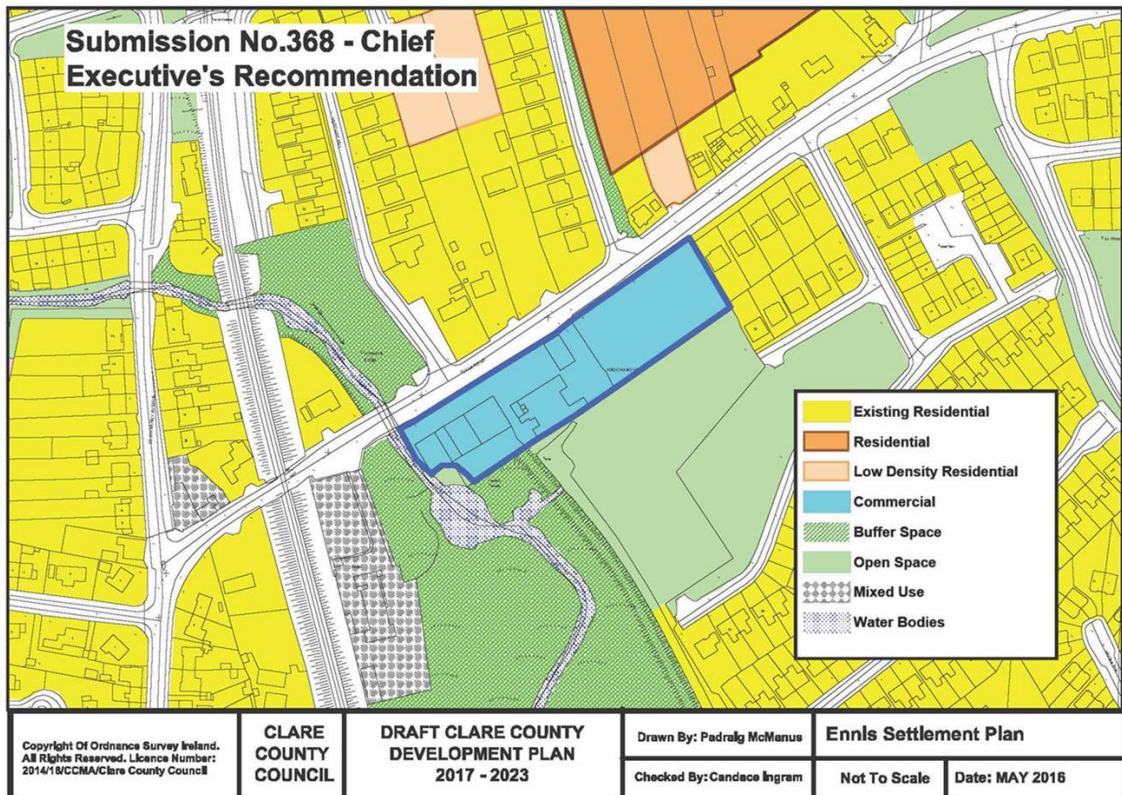 Submission No.368 - Chief
Executive's Recommendation
Existing Residential
Residential
Low Density Residential
Commercial
Buffer Space
Open Space
Mixed Use
Water Bodies
Copyright Of Ordnance Survey Ireland.
All Rights Reserved. Licence Number:
2014/18/CCMA/Clare County Council
CLARE
COUNTY
COUNCIL
DRAFT CLARE COUNTY
DEVELOPMENT PLAN
2017 - 2023
Drawn By: Padraig McManus
Checked By: Candace Ingram
Ennis Settlement Plan
Not To Scale
Date: MAY 2016